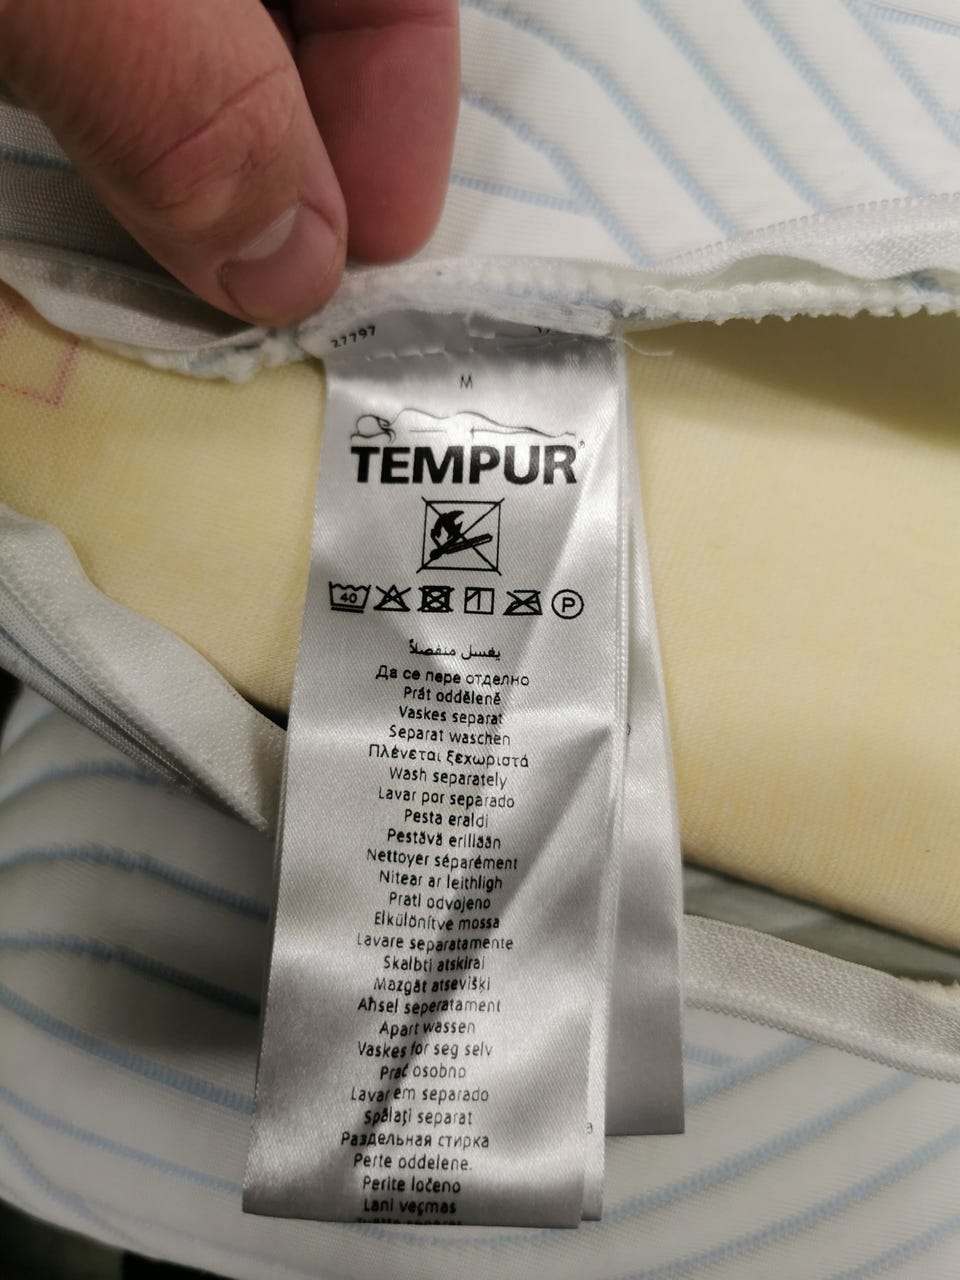 27797
M
TEMPUR
40 P
يغسل منفصلاً
Да се пере отделно
Prát odděleně
Vaskes separat
Separat waschen
Πλένεται ξεχωριστά
Wash separately
Lavar por separado
Pesta eraldi
Pestävä erillään
Nettoyer séparément
Nitear ar leithligh
Prati odvojeno
Elkülönítve mossa
Lavare separatamente
Skalbti atskirai
Mazgāt atsevišķi
Aħsel seperatament
Apart wassen
Vaskes for seg selv
Prać osobno
Lavar em separado
Spălați separat
Раздельная стирка
Perte oddelene.
Perite ločeno
Lani veçmas